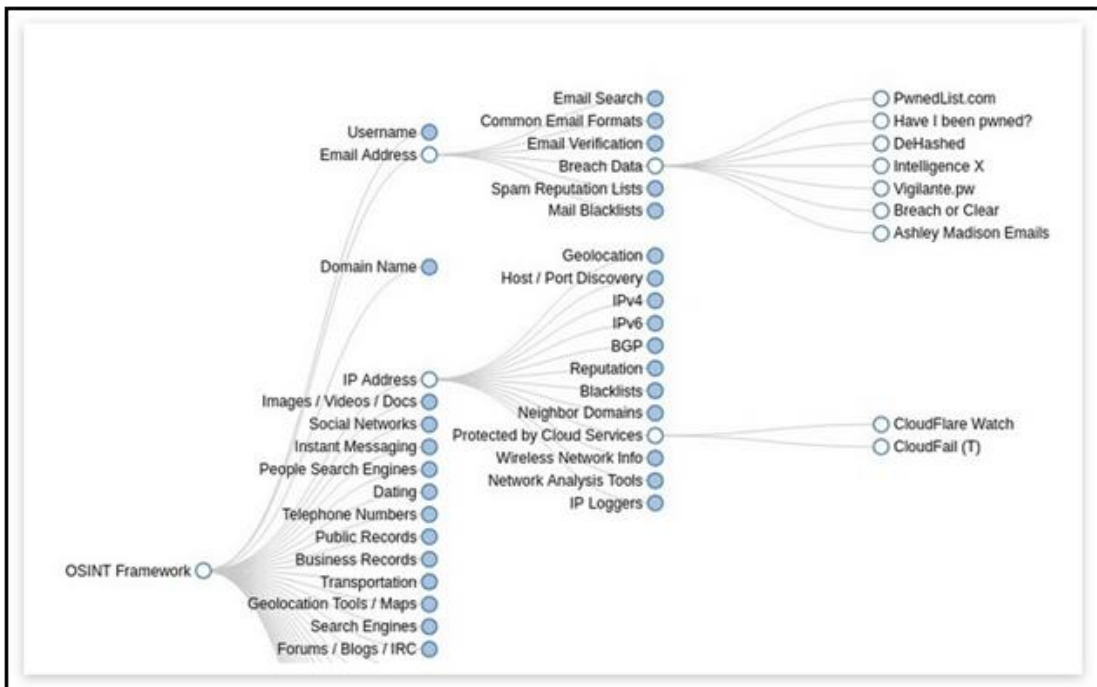 OSINT Framework
Username
Email Address
Domain Name
IP Address
Images / Videos / Docs
Social Networks
Instant Messaging
People Search Engines
Dating
Telephone Numbers
Public Records
Business Records
Transportation
Geolocation Tools / Maps
Search Engines
Forums / Blogs / IRC
Email Search
Common Email Formats
Email Verification
Breach Data
Spam Reputation Lists
Mail Blacklists
Geolocation
Host / Port Discovery
IPv4
IPv6
BGP
Reputation
Blacklists
Neighbor Domains
Protected by Cloud Services
Wireless Network Info
Network Analysis Tools
IP Loggers
PwnedList.com
Have I been pwned?
DeHashed
Intelligence X
Vigilante.pw
Breach or Clear
Ashley Madison Emails
CloudFlare Watch
CloudFail (T)